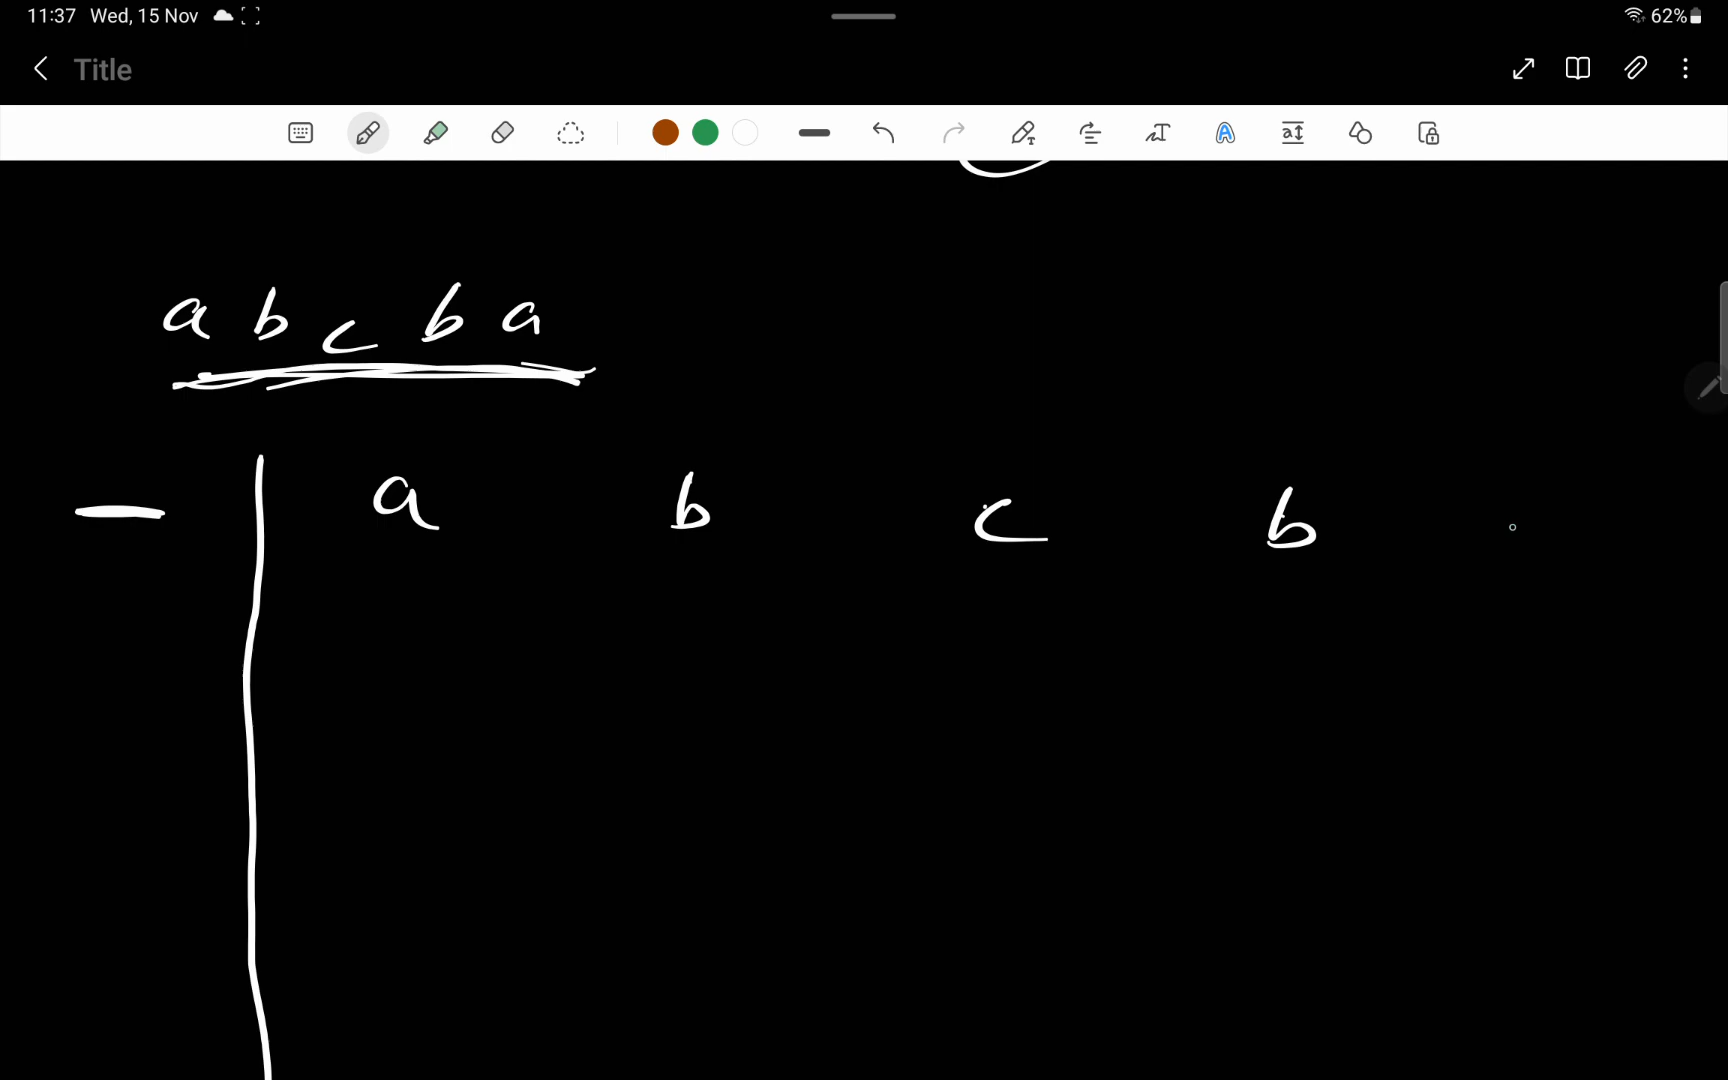 11:37 Wed, 15 Nov 62%
Title
a b c b a
— a b c b